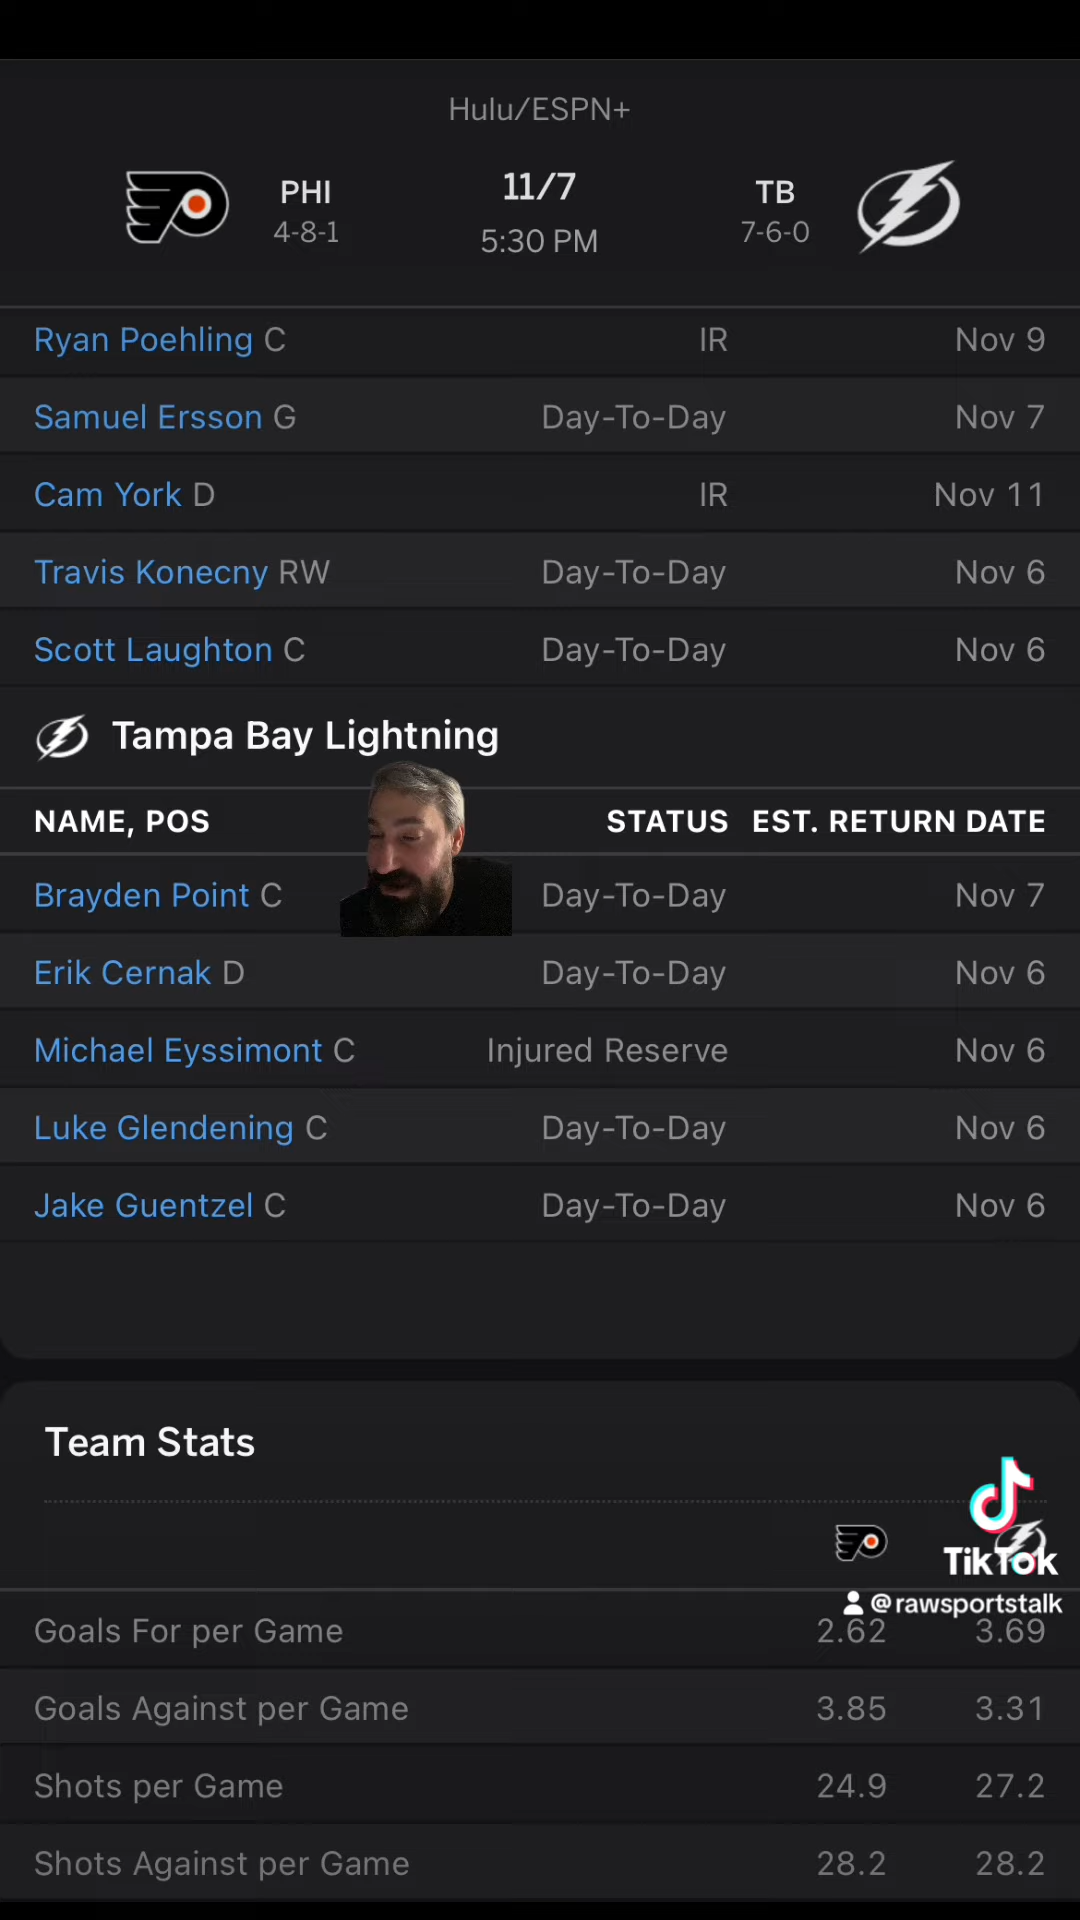 Hulu/ESPN+
PHI 11/7 TB
4-8-1 5:30 PM 7-6-0
Ryan Poehling C IR Nov 9
Samuel Ersson G Day-To-Day Nov 7
Cam York D IR Nov 11
Travis Konecny RW Day-To-Day Nov 6
Scott Laughton C Day-To-Day Nov 6
Tampa Bay Lightning
NAME, POS STATUS EST. RETURN DATE
Brayden Point C Day-To-Day Nov 7
Erik Cernak D Day-To-Day Nov 6
Michael Eyssimont C Injured Reserve Nov 6
Luke Glendening C Day-To-Day Nov 6
Jake Guentzel C Day-To-Day Nov 6
Team Stats
TikTok
@rawsportstalk
Goals For per Game 2.62 3.69
Goals Against per Game 3.85 3.31
Shots per Game 24.9 27.2
Shots Against per Game 28.2 28.2